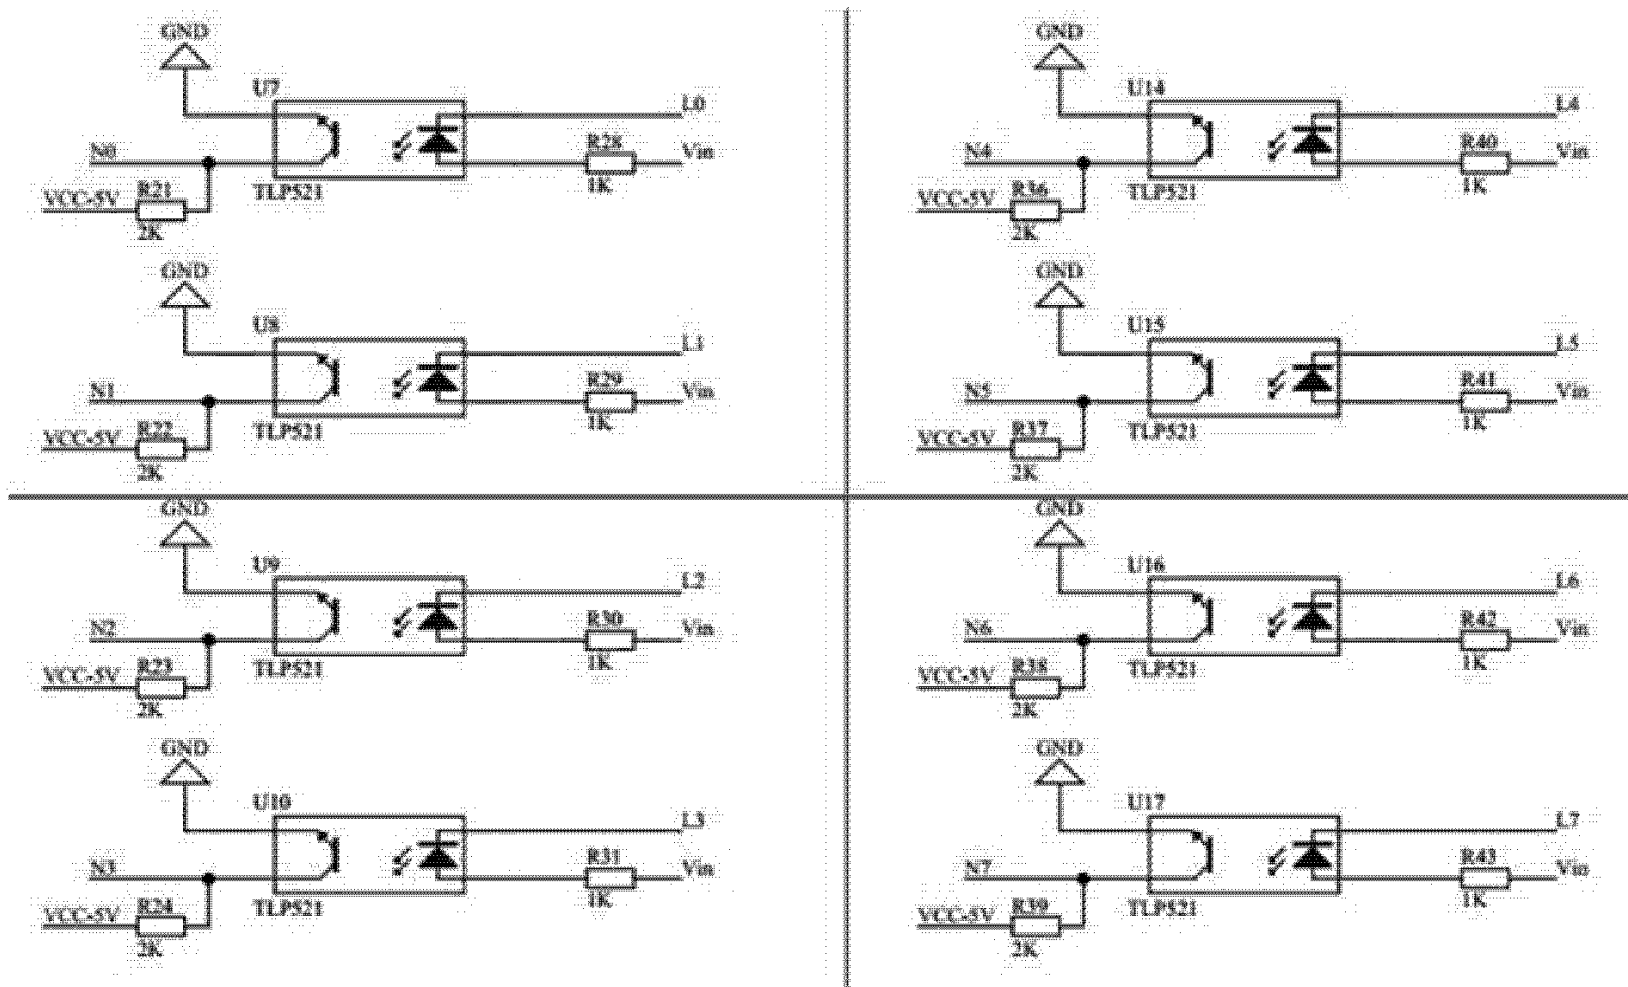 GND
U7
L0
N0
R28
Vin
VCC-5V
R21
TLP521
1K
2K
GND
U8
L1
N1
R29
Vin
VCC-5V
R22
TLP521
1K
2K
GND
U9
L2
N2
R30
Vin
VCC-5V
R23
TLP521
1K
2K
GND
U10
L3
N3
R31
Vin
VCC-5V
R24
TLP521
1K
2K
GND
U14
L4
N4
R40
Vin
VCC-5V
R36
TLP521
1K
2K
GND
U15
L5
N5
R41
Vin
VCC-5V
R37
TLP521
1K
2K
GND
U16
L6
N6
R42
Vin
VCC-5V
R38
TLP521
1K
2K
GND
U17
L7
N7
R43
Vin
VCC-5V
R39
TLP521
1K
2K